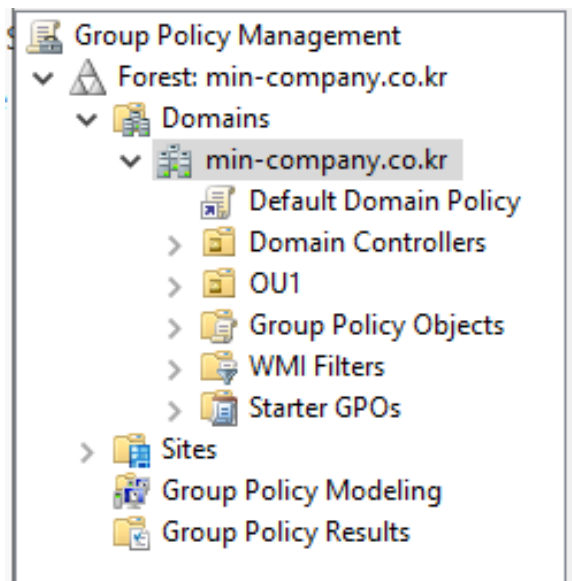 Group Policy Management
Forest: min-company.co.kr
Domains
min-company.co.kr
Default Domain Policy
Domain Controllers
OU1
Group Policy Objects
WMI Filters
Starter GPOs
Sites
Group Policy Modeling
Group Policy Results